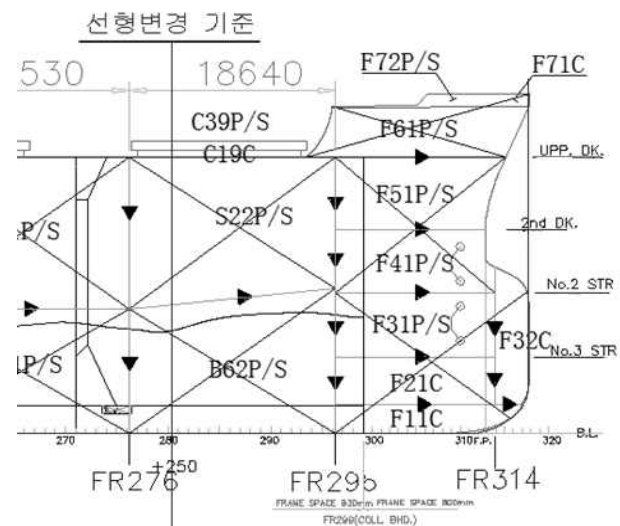 선형변경 기준
530 18640
F72P/S F71C
C39P/S
F61P/S
C19C
UPP. DK.
F51P/S
S22P/S
2nd DK.
P/S
F41P/S
No.2 STR
F31P/S
F32C
No.3 STR
P/S B62P/S
F21C
F11C
270 280 290 300 310 F.P. 320 B.L.
+250
FR276 FR295 FR314
FRAME SPACE 830mm FRAME SPACE 800mm
FR299(COLL. BHD.)